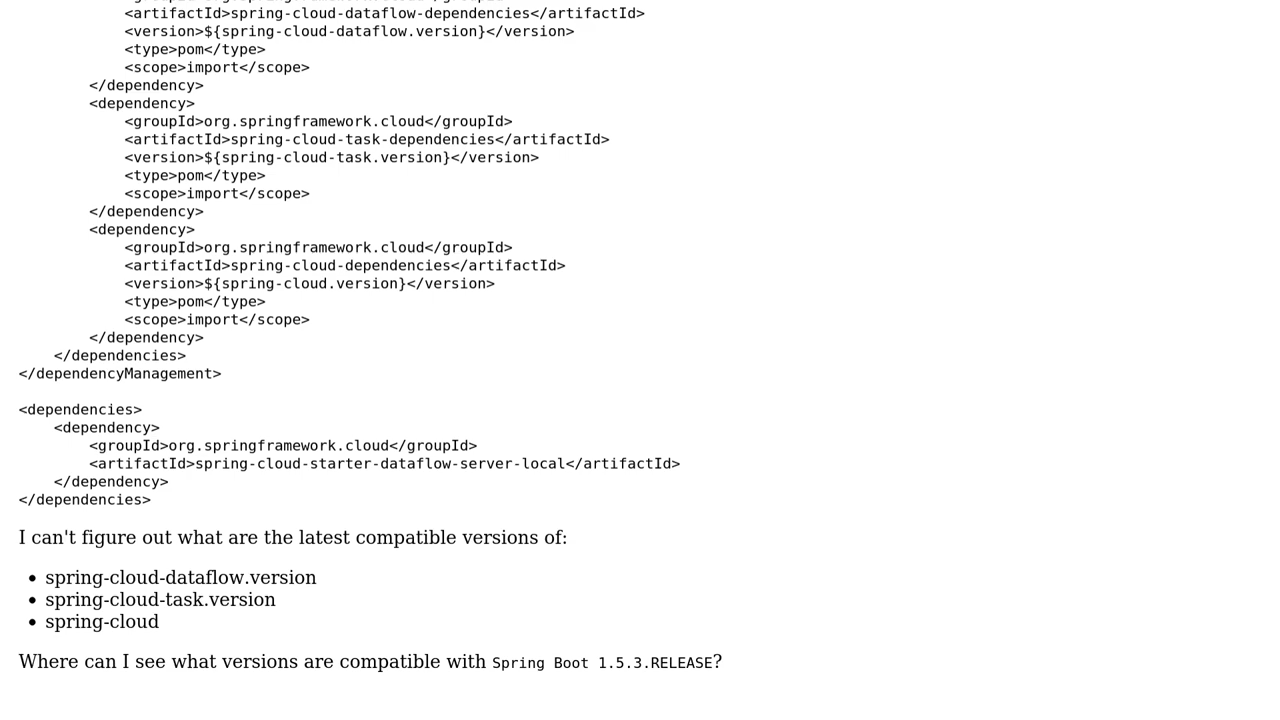 <artifactId>spring-cloud-dataflow-dependencies</artifactId>
<version>${spring-cloud-dataflow.version}</version>
<type>pom</type>
<scope>import</scope>
</dependency>
<dependency>
<groupId>org.springframework.cloud</groupId>
<artifactId>spring-cloud-task-dependencies</artifactId>
<version>${spring-cloud-task.version}</version>
<type>pom</type>
<scope>import</scope>
</dependency>
<dependency>
<groupId>org.springframework.cloud</groupId>
<artifactId>spring-cloud-dependencies</artifactId>
<version>${spring-cloud.version}</version>
<type>pom</type>
<scope>import</scope>
</dependency>
</dependencies>
</dependencyManagement>
<dependencies>
<dependency>
<groupId>org.springframework.cloud</groupId>
<artifactId>spring-cloud-starter-dataflow-server-local</artifactId>
</dependency>
</dependencies>
I can't figure out what are the latest compatible versions of:
• spring-cloud-dataflow.version
• spring-cloud-task.version
• spring-cloud
Where can I see what versions are compatible with Spring Boot 1.5.3.RELEASE?